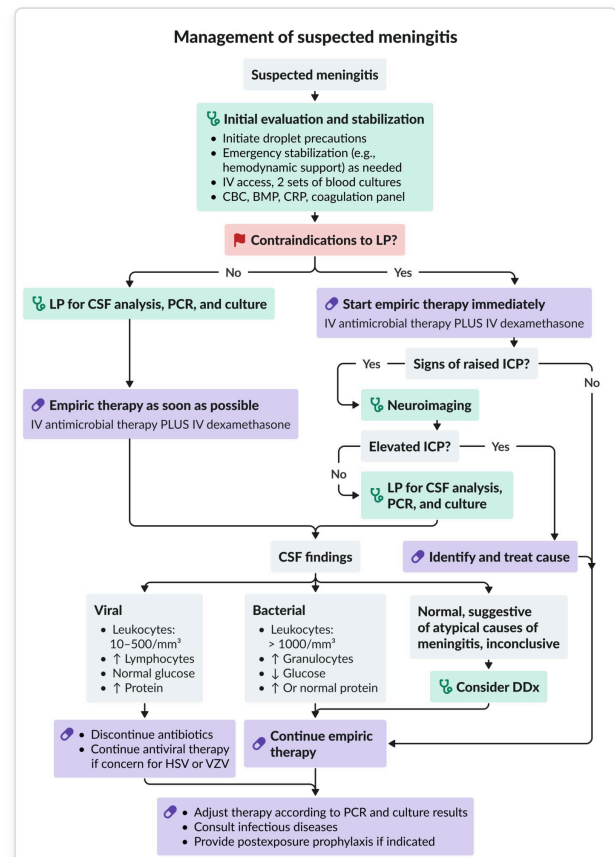 Management of suspected meningitis
Suspected meningitis
Initial evaluation and stabilization
• Initiate droplet precautions
• Emergency stabilization (e.g.,
hemodynamic support) as needed
• IV access, 2 sets of blood cultures
• CBC, BMP, CRP, coagulation panel
Contraindications to LP?
No
Yes
LP for CSF analysis, PCR, and culture
Start empiric therapy immediately
IV antimicrobial therapy PLUS IV dexamethasone
Yes
Signs of raised ICP?
No
Empiric therapy as soon as possible
IV antimicrobial therapy PLUS IV dexamethasone
Neuroimaging
Elevated ICP?
Yes
No
LP for CSF analysis,
PCR, and culture
CSF findings
Identify and treat cause
Viral
• Leukocytes:
10–500/mm³
• ↑ Lymphocytes
• Normal glucose
• ↑ Protein
Bacterial
• Leukocytes:
> 1000/mm³
• ↑ Granulocytes
• ↓ Glucose
• ↑ Or normal protein
Normal, suggestive
of atypical causes of
meningitis, inconclusive
Consider DDx
• Discontinue antibiotics
• Continue antiviral therapy
if concern for HSV or VZV
Continue empiric
therapy
• Adjust therapy according to PCR and culture results
• Consult infectious diseases
• Provide postexposure prophylaxis if indicated